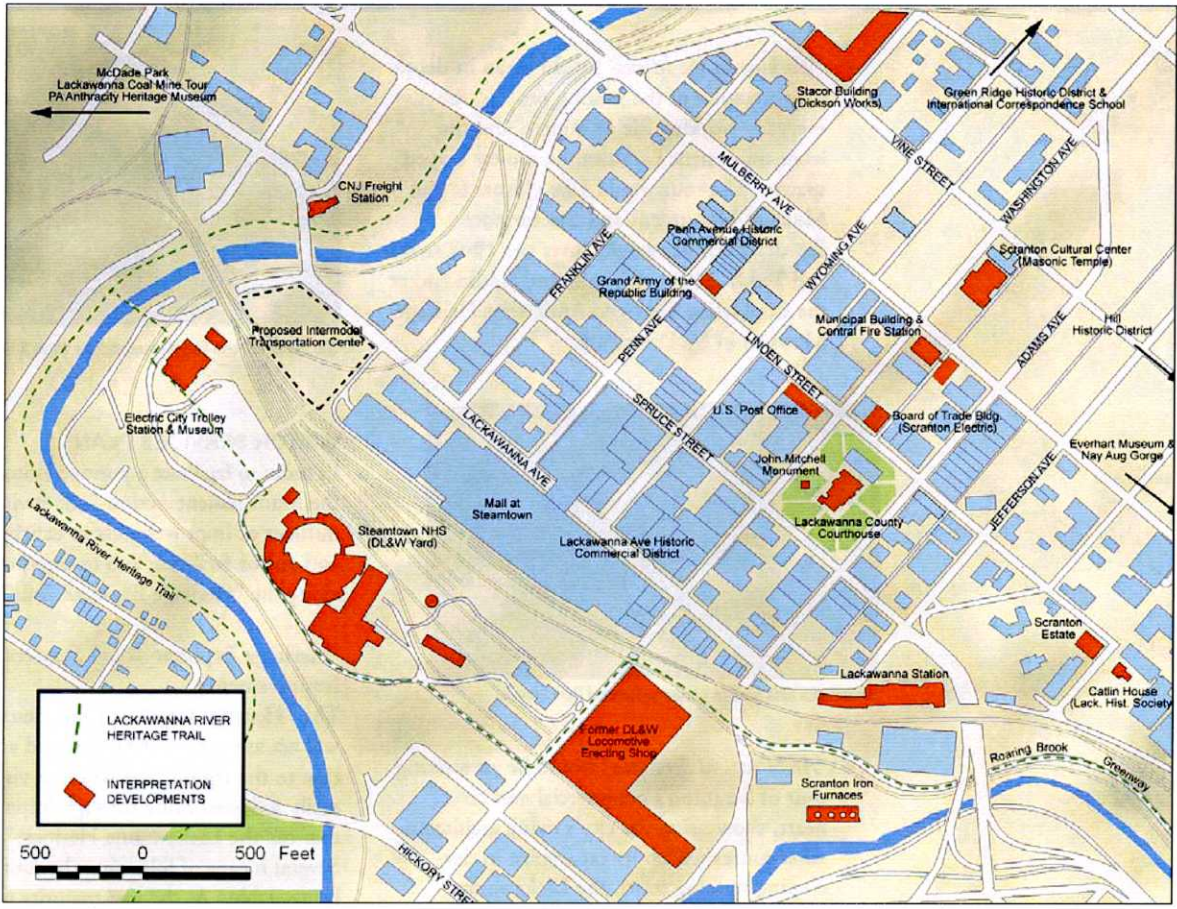 McDade Park
Lackawanna Coal Mine Tour
PA Anthracity Heritage Museum
Stacor Building
(Dickson Works)
Green Ridge Historic District &
International Correspondence School
VINE STREET
WASHINGTON AVE
MULBERRY AVE
CNJ Freight
Station
Penn Avenue Historic
Commercial District
FRANKLIN AVE
WYOMING AVE
Scranton Cultural Center
(Masonic Temple)
Grand Army of the
Republic Building
Proposed Intermodel
Transportation Center
PENN AVE
LINDEN STREET
Municipal Building &
Central Fire Station
ADAMS AVE
Hill
Historic District
Electric City Trolley
Station & Museum
LACKAWANNA AVE
SPRUCE STREET
U.S. Post Office
Board of Trade Bldg.
(Scranton Electric)
John Mitchell
Monument
JEFFERSON AVE
Everhart Museum &
Nay Aug Gorge
Lackawanna River Heritage Trail
Steamtown NHS
(DL&W Yard)
Mall at
Steamtown
Lackawanna Ave Historic
Commercial District
Lackawanna County
Courthouse
Scranton
Estate
Lackawanna Station
Catlin House
(Lack. Hist. Society
Former DL&W
Locomotive
Erecting Shop
Roaring Brook
Greenway
Scranton Iron
Furnaces
HICKORY STREE
LACKAWANNA RIVER
HERITAGE TRAIL
INTERPRETATION
DEVELOPMENTS
500 0 500 Feet